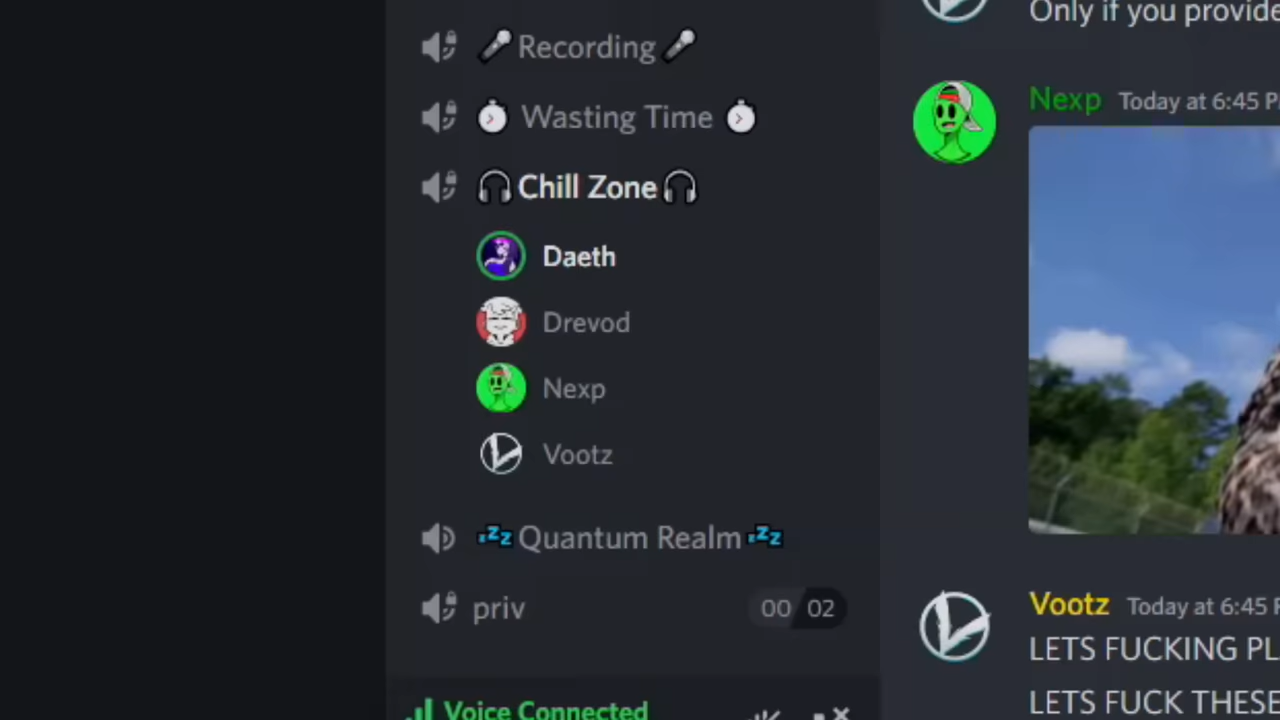 Recording
Wasting Time
Chill Zone
Daeth
Drevod
Nexp
Vootz
Quantum Realm
priv 00 02
Voice Connected
Only if you provide
Nexp Today at 6:45 P
Vootz Today at 6:45 P
LETS FUCKING PL
LETS FUCK THESE